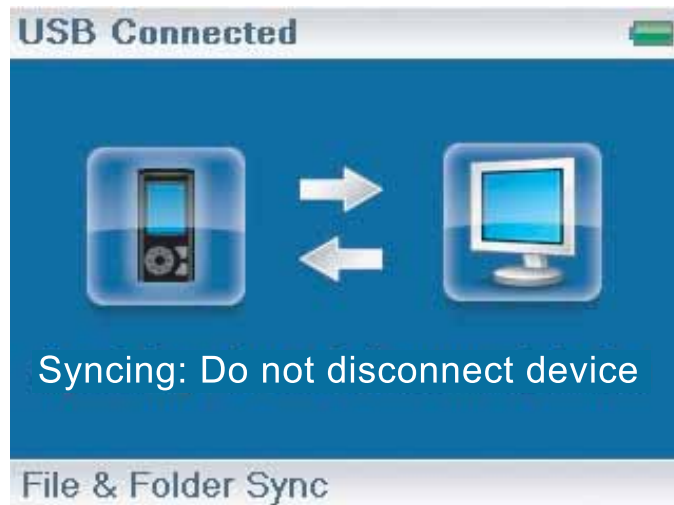 USB Connected
Syncing: Do not disconnect device
File & Folder Sync